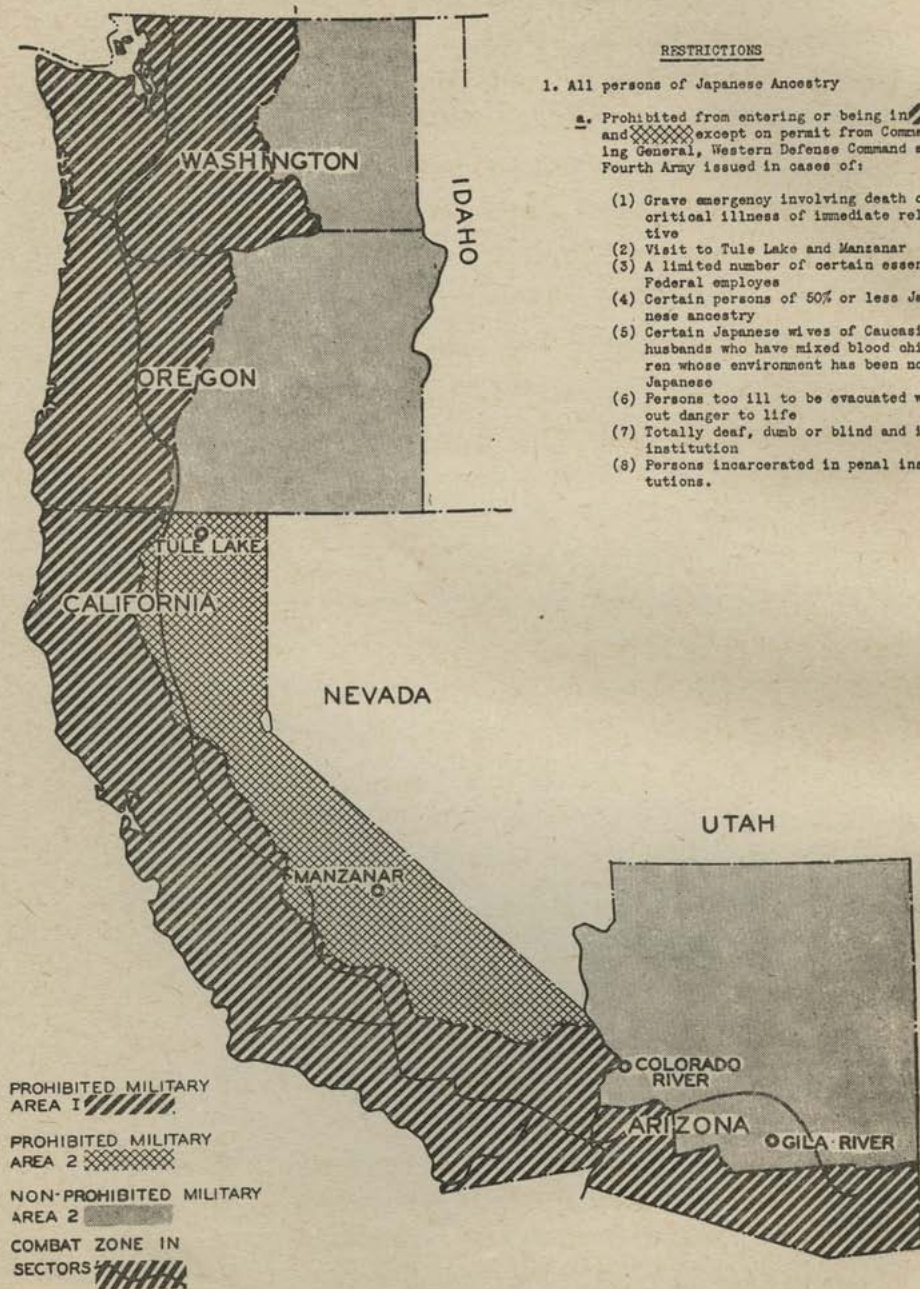 RESTRICTIONS
1. All persons of Japanese Ancestry
a. Prohibited from entering or being in
and except on permit from Comma
ing General, Western Defense Command a
Fourth Army issued in cases of:
(1) Grave emergency involving death o
critical illness of immediate rel
tive
(2) Visit to Tule Lake and Manzanar
(3) A limited number of certain essen
Federal employes
(4) Certain persons of 50% or less Ja
nese ancestry
(5) Certain Japanese wives of Caucasi
husbands who have mixed blood chi
ren whose environment has been no
Japanese
(6) Persons too ill to be evacuated w
out danger to life
(7) Totally deaf, dumb or blind and i
institution
(8) Persons incarcerated in penal ins
tutions.
WASHINGTON
IDAHO
OREGON
TULE LAKE
CALIFORNIA
NEVADA
UTAH
MANZANAR
COLORADO
RIVER
ARIZONA
GILA RIVER
PROHIBITED MILITARY
AREA I
PROHIBITED MILITARY
AREA 2
NON-PROHIBITED MILITARY
AREA 2
COMBAT ZONE IN
SECTORS